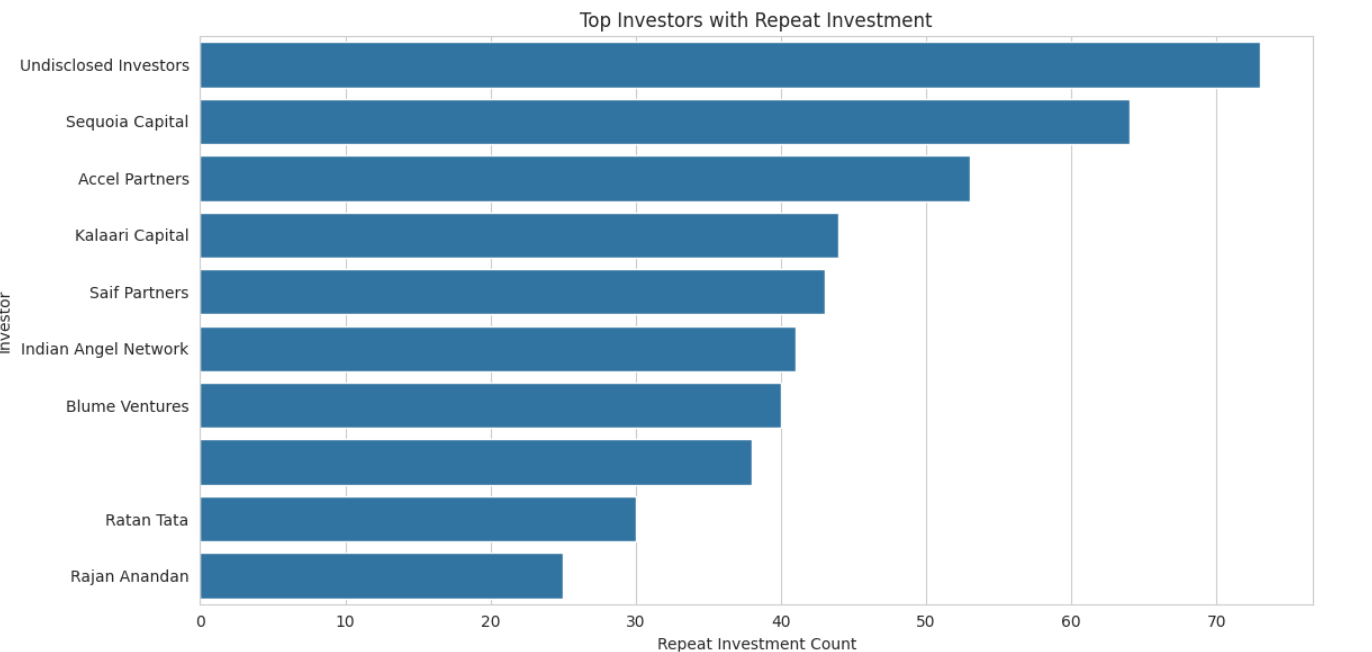 Top Investors with Repeat Investment
Undisclosed Investors
Sequoia Capital
Accel Partners
Kalaari Capital
Saif Partners
Investor
Indian Angel Network
Blume Ventures
Ratan Tata
Rajan Anandan
0 10 20 30 40 50 60 70
Repeat Investment Count